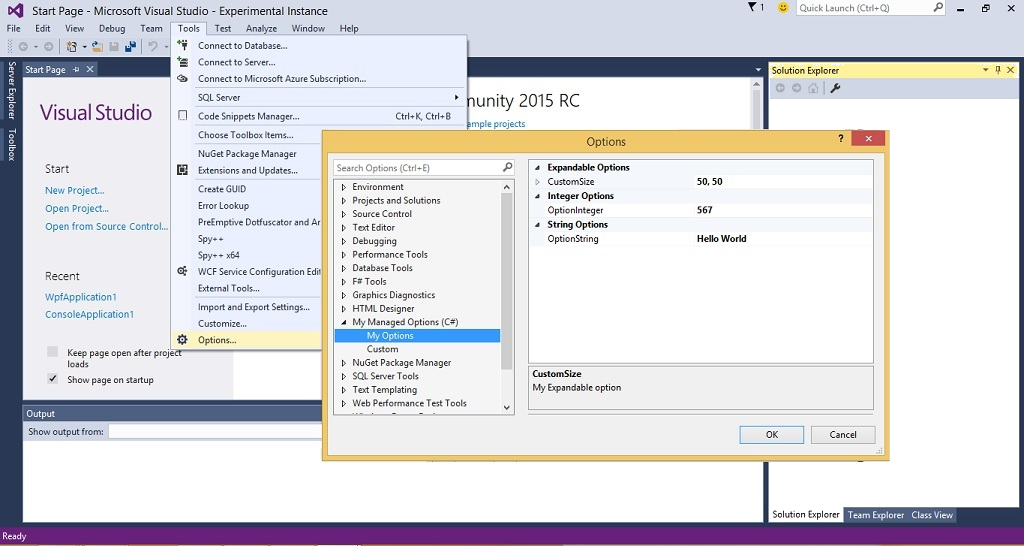 Start Page - Microsoft Visual Studio - Experimental Instance
1
Quick Launch (Ctrl+Q)
File Edit View Debug Team Tools Test Analyze Window Help
Server Explorer
Toolbox
Start Page
Visual Studio
Start
New Project...
Open Project...
Open from Source Control...
Recent
WpfApplication1
ConsoleApplication1
Keep page open after project
loads
Show page on startup
munity 2015 RC
ample projects
Connect to Database...
Connect to Server...
Connect to Microsoft Azure Subscription...
SQL Server
Code Snippets Manager... Ctrl+K, Ctrl+B
Choose Toolbox Items...
NuGet Package Manager
Extensions and Updates...
Create GUID
Error Lookup
PreEmptive Dotfuscator and An
Spy++
Spy++ x64
WCF Service Configuration Edit
External Tools...
Import and Export Settings...
Customize...
Options...
Options
?
Search Options (Ctrl+E)
Environment
Projects and Solutions
Source Control
Text Editor
Debugging
Performance Tools
Database Tools
F# Tools
Graphics Diagnostics
HTML Designer
My Managed Options (C#)
My Options
Custom
NuGet Package Manager
SQL Server Tools
Text Templating
Web Performance Test Tools
Expandable Options
CustomSize 50, 50
Integer Options
OptionInteger 567
String Options
OptionString Hello World
CustomSize
My Expandable option
OK Cancel
Solution Explorer
Output
Show output from:
Solution Explorer Team Explorer Class View
Ready